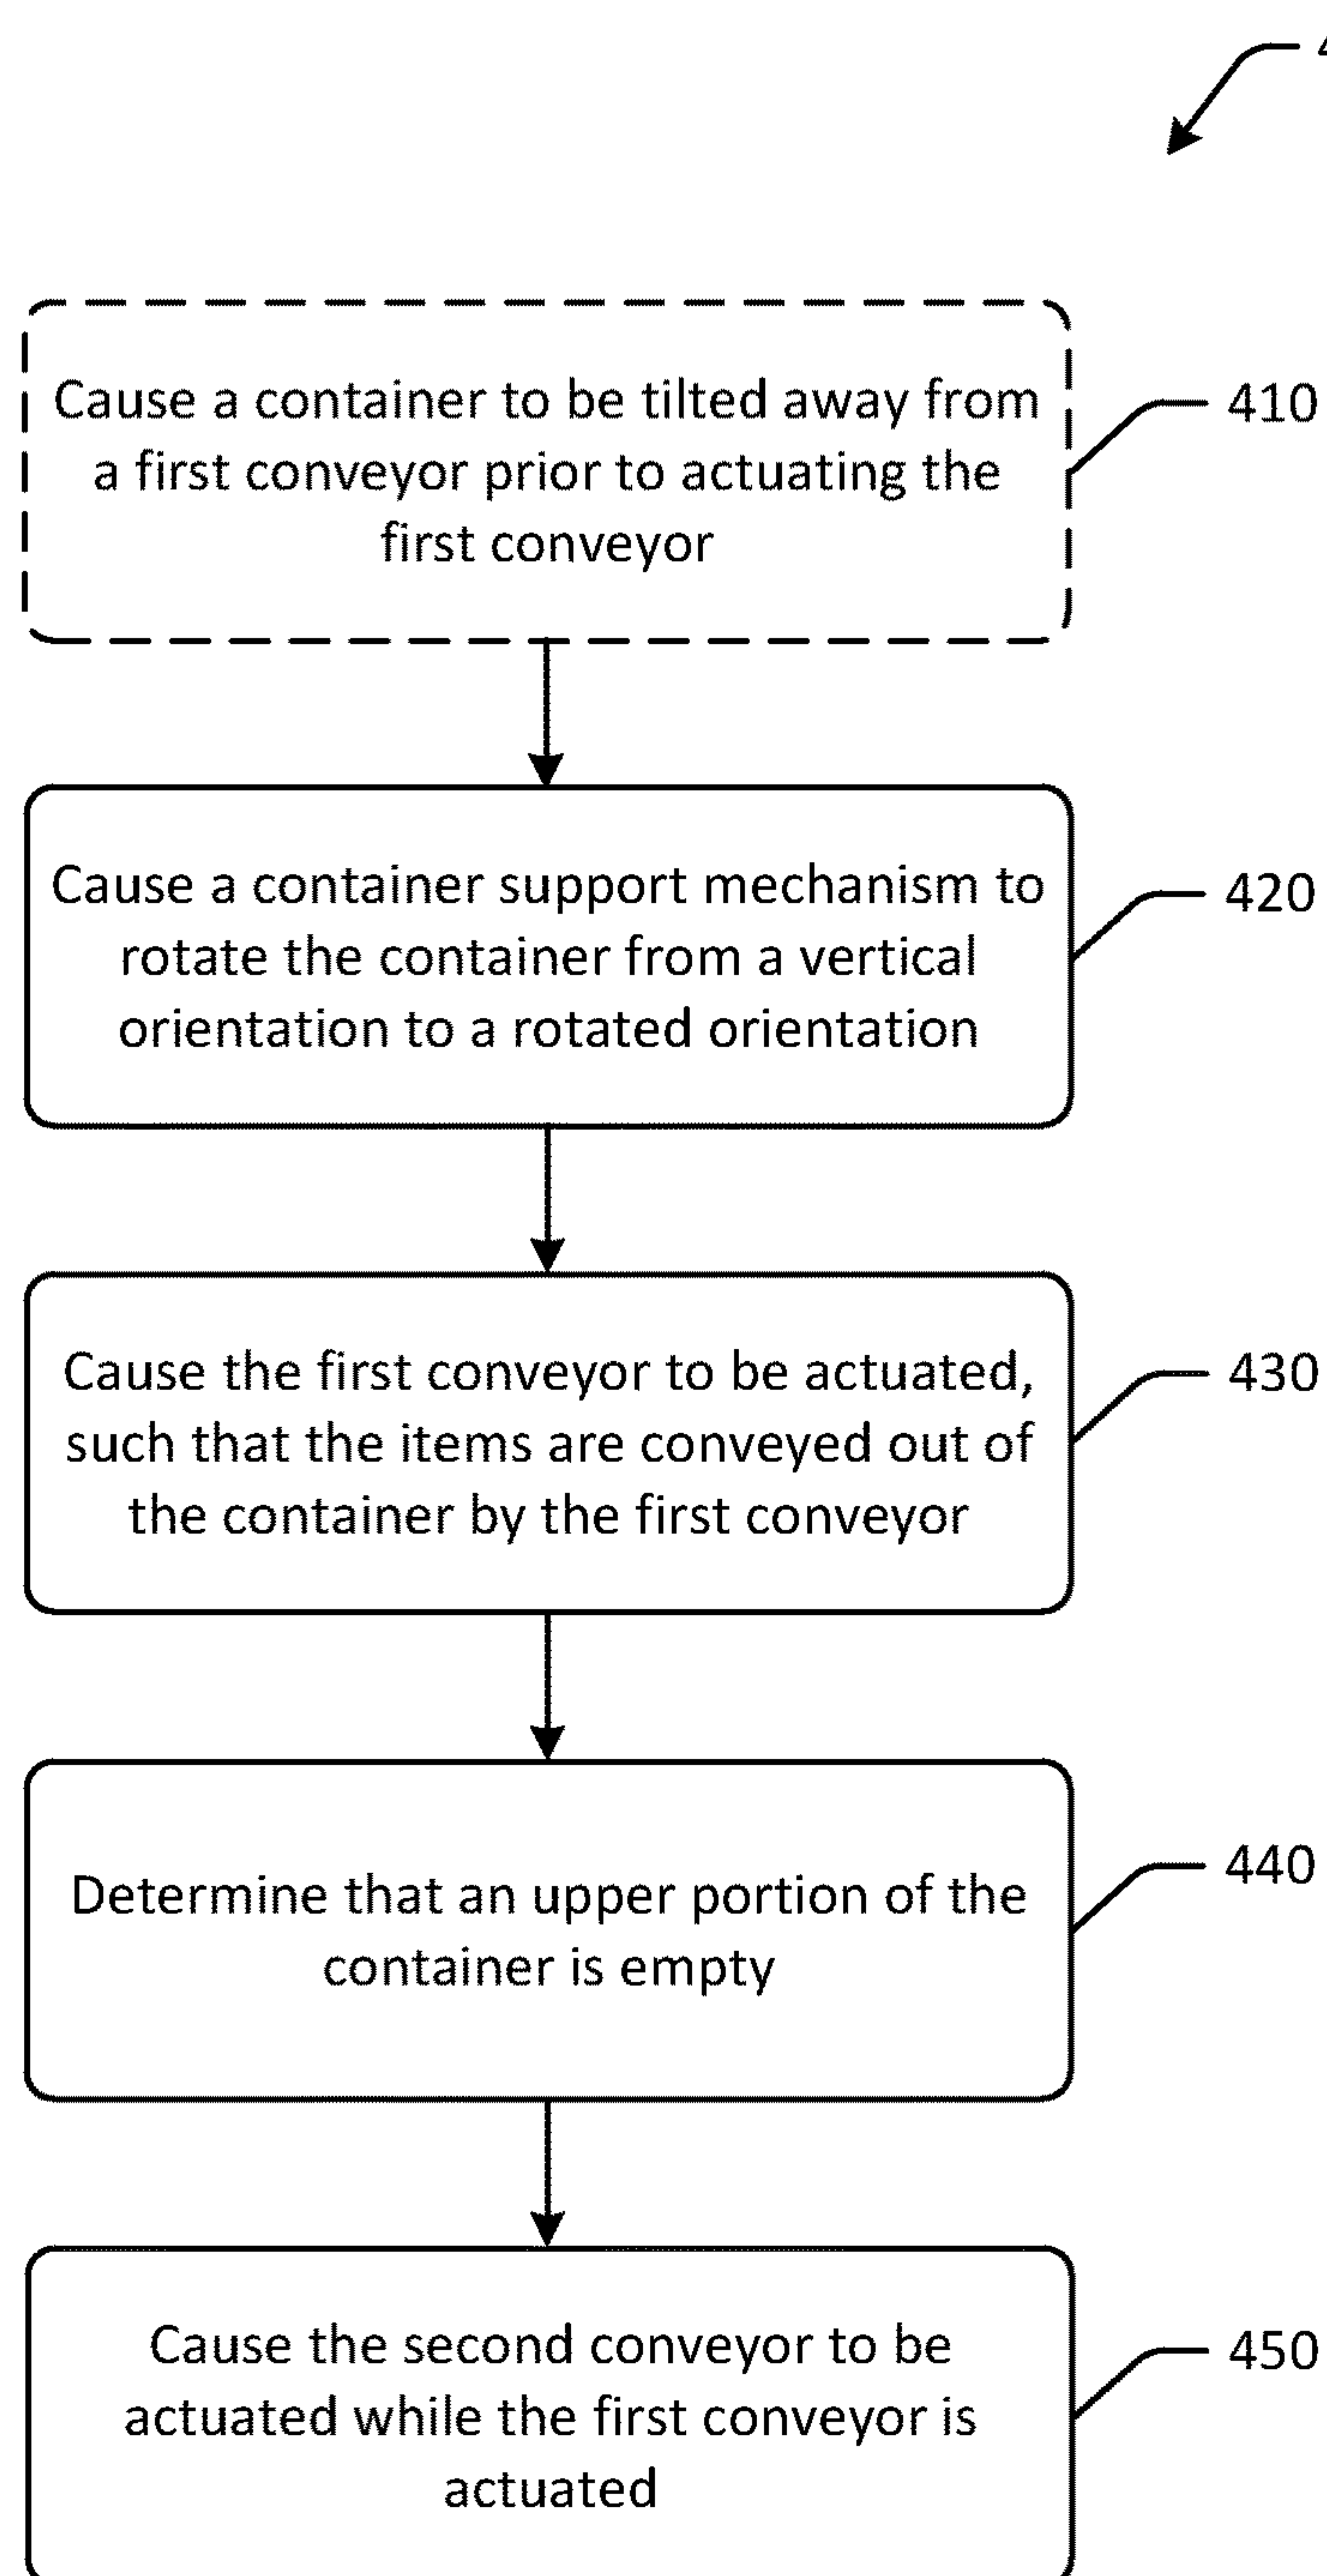 Cause a container to be tilted away from
a first conveyor prior to actuating the
first conveyor
410
Cause a container support mechanism to
rotate the container from a vertical
orientation to a rotated orientation
420
Cause the first conveyor to be actuated,
such that the items are conveyed out of
the container by the first conveyor
430
Determine that an upper portion of the
container is empty
440
Cause the second conveyor to be
actuated while the first conveyor is
actuated
450